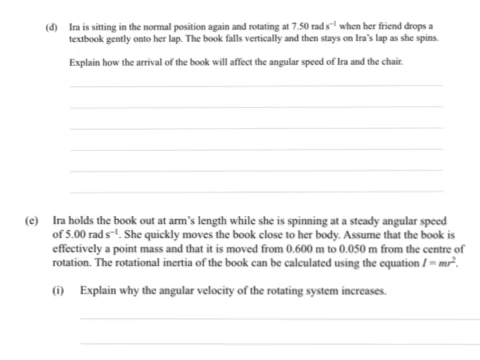 (d) Ira is sitting in the normal position again and rotating at 7.50 rad s⁻¹ when her friend drops a
textbook gently onto her lap. The book falls vertically and then stays on Ira's lap as she spins.
Explain how the arrival of the book will affect the angular speed of Ira and the chair.
(e) Ira holds the book out at arm's length while she is spinning at a steady angular speed
of 5.00 rad s⁻¹. She quickly moves the book close to her body. Assume that the book is
effectively a point mass and that it is moved from 0.600 m to 0.050 m from the centre of
rotation. The rotational inertia of the book can be calculated using the equation I = mr².
(i) Explain why the angular velocity of the rotating system increases.